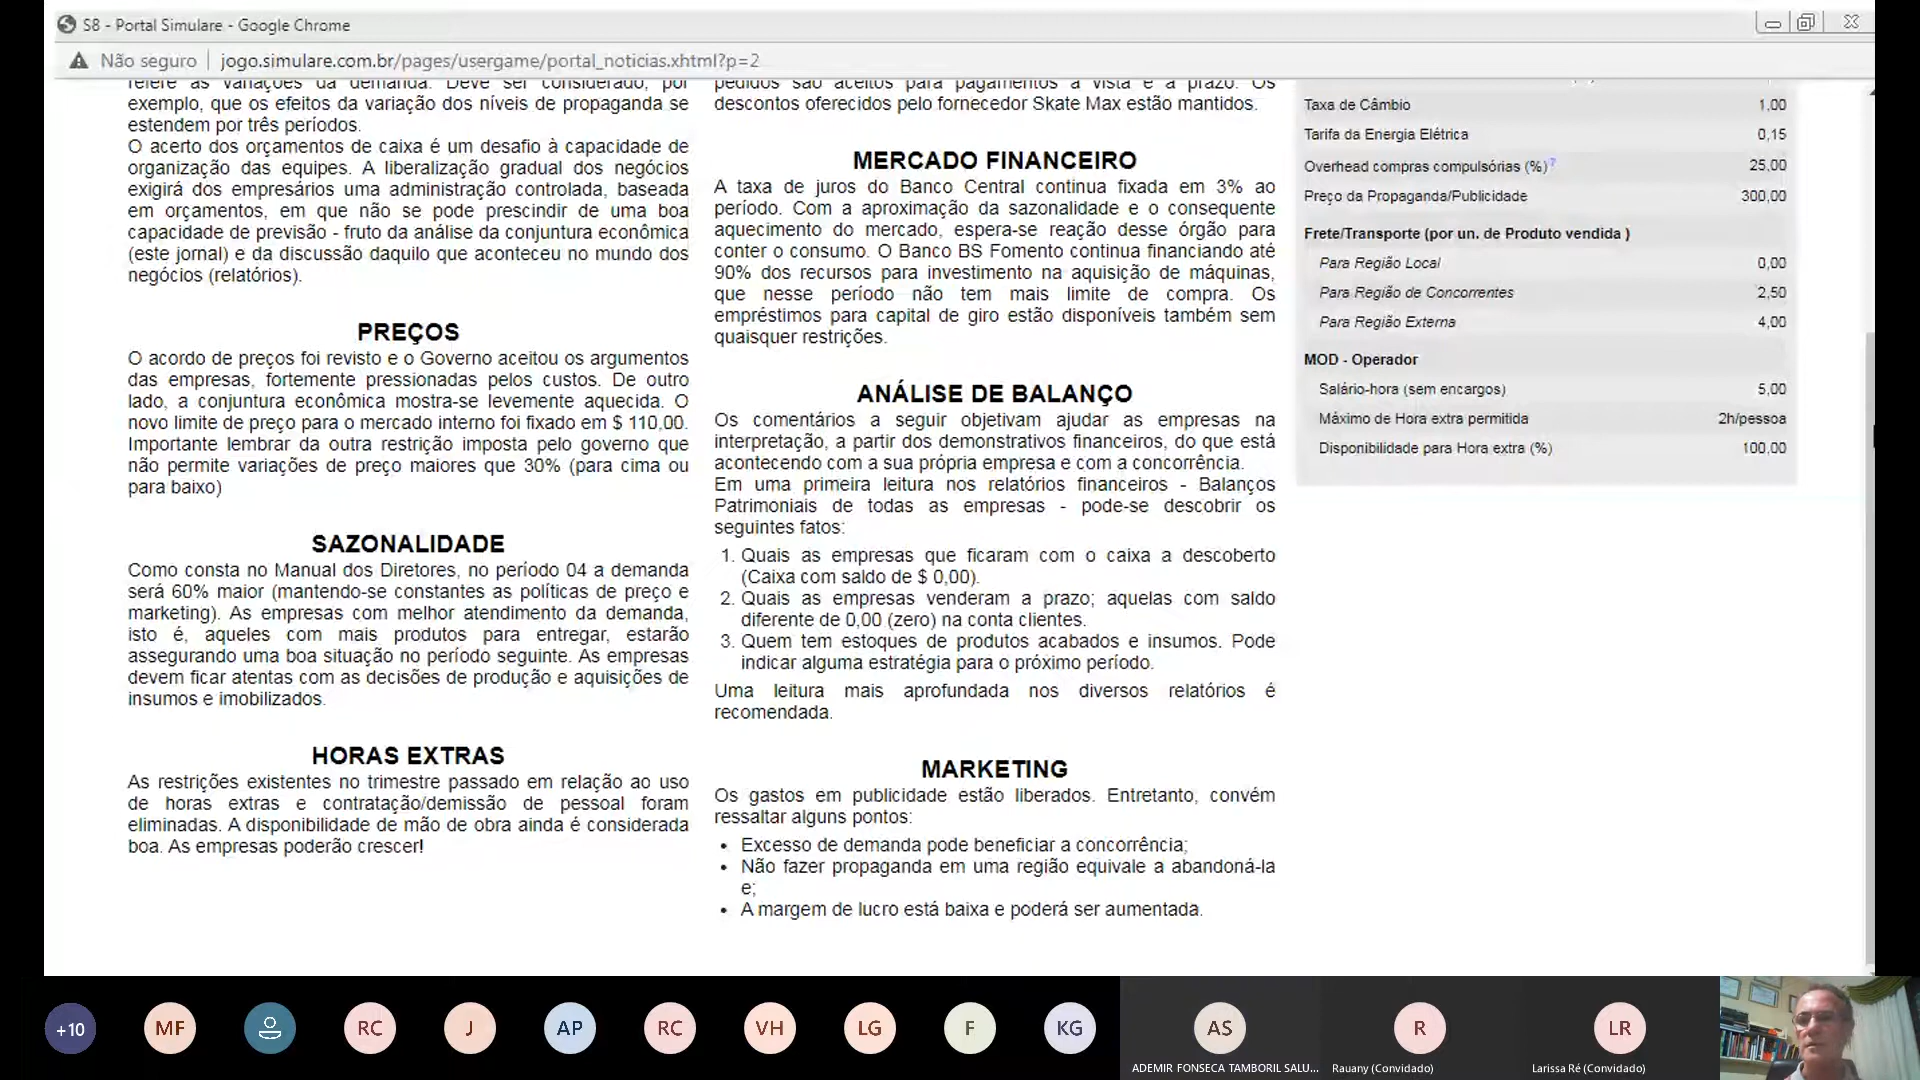 S8 - Portal Simulare - Google Chrome
Não seguro
jogo.simulare.com.br/pages/usergame/portal_noticias.xhtml?p=2
refere as variações da demanda. Deve ser considerado, por
exemplo, que os efeitos da variação dos níveis de propaganda se
estendem por três períodos.
O acerto dos orçamentos de caixa é um desafio à capacidade de
organização das equipes. A liberalização gradual dos negócios
exigirá dos empresários uma administração controlada, baseada
em orçamentos, em que não se pode prescindir de uma boa
capacidade de previsão - fruto da análise da conjuntura econômica
(este jornal) e da discussão daquilo que aconteceu no mundo dos
negócios (relatórios).
PREÇOS
O acordo de preços foi revisto e o Governo aceitou os argumentos
das empresas, fortemente pressionadas pelos custos. De outro
lado, a conjuntura econômica mostra-se levemente aquecida. O
novo limite de preço para o mercado interno foi fixado em $ 110,00.
Importante lembrar da outra restrição imposta pelo governo que
não permite variações de preço maiores que 30% (para cima ou
para baixo)
SAZONALIDADE
Como consta no Manual dos Diretores, no período 04 a demanda
será 60% maior (mantendo-se constantes as políticas de preço e
marketing). As empresas com melhor atendimento da demanda,
isto é, aqueles com mais produtos para entregar, estarão
assegurando uma boa situação no período seguinte. As empresas
devem ficar atentas com as decisões de produção e aquisições de
insumos e imobilizados.
HORAS EXTRAS
As restrições existentes no trimestre passado em relação ao uso
de horas extras e contratação/demissão de pessoal foram
eliminadas. A disponibilidade de mão de obra ainda é considerada
boa. As empresas poderão crescer!
pedidos são aceitos para pagamentos à vista e a prazo. Os
descontos oferecidos pelo fornecedor Skate Max estão mantidos.
MERCADO FINANCEIRO
A taxa de juros do Banco Central continua fixada em 3% ao
período. Com a aproximação da sazonalidade e o consequente
aquecimento do mercado, espera-se reação desse órgão para
conter o consumo. O Banco BS Fomento continua financiando até
90% dos recursos para investimento na aquisição de máquinas,
que nesse período não tem mais limite de compra. Os
empréstimos para capital de giro estão disponíveis também sem
quaisquer restrições.
ANÁLISE DE BALANÇO
Os comentários a seguir objetivam ajudar as empresas na
interpretação, a partir dos demonstrativos financeiros, do que está
acontecendo com a sua própria empresa e com a concorrência.
Em uma primeira leitura nos relatórios financeiros - Balanços
Patrimoniais de todas as empresas - pode-se descobrir os
seguintes fatos:
1. Quais as empresas que ficaram com o caixa a descoberto
(Caixa com saldo de $ 0,00).
2. Quais as empresas venderam a prazo; aquelas com saldo
diferente de 0,00 (zero) na conta clientes.
3. Quem tem estoques de produtos acabados e insumos. Pode
indicar alguma estratégia para o próximo período.
Uma leitura mais aprofundada nos diversos relatórios é
recomendada.
MARKETING
Os gastos em publicidade estão liberados. Entretanto, convém
ressaltar alguns pontos:
• Excesso de demanda pode beneficiar a concorrência;
• Não fazer propaganda em uma região equivale a abandoná-la
e;
• A margem de lucro está baixa e poderá ser aumentada.
Taxa de Câmbio 1,00
Tarifa da Energia Elétrica 0,15
Overhead compras compulsórias (%)? 25,00
Preço da Propaganda/Publicidade 300,00
Frete/Transporte (por un. de Produto vendida )
Para Região Local 0,00
Para Região de Concorrentes 2,50
Para Região Externa 4,00
MOD - Operador
Salário-hora (sem encargos) 5,00
Máximo de Hora extra permitida 2h/pessoa
Disponibilidade para Hora extra (%) 100,00
+10 MF RC J AP RC VH LG F KG AS R LR
ADEMIR FONSECA TAMBORIL SALU... Rauany (Convidado) Larissa Ré (Convidado)